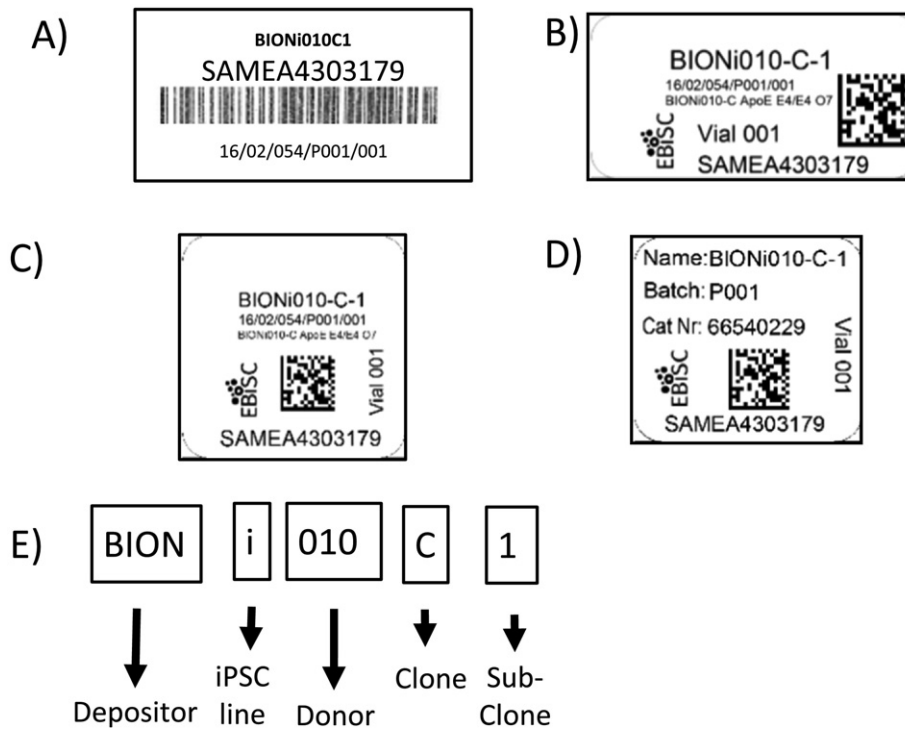 A)
BIONi010C1
SAMEA4303179
16/02/054/P001/001
B)
BIONi010-C-1
16/02/054/P001/001
BIONi010-C ApoE E4/E4 O7
EBiSC
Vial 001
SAMEA4303179
C)
BIONi010-C-1
16/02/054/P001/001
BIONi010-C ApoE E4/E4 O7
EBiSC
Vial 001
SAMEA4303179
D)
Name:BIONi010-C-1
Batch:P001
Cat Nr: 66540229
EBiSC
Vial 001
SAMEA4303179
E)
BION i 010 C 1
Depositor
iPSC
line
Donor
Clone
Sub-
Clone